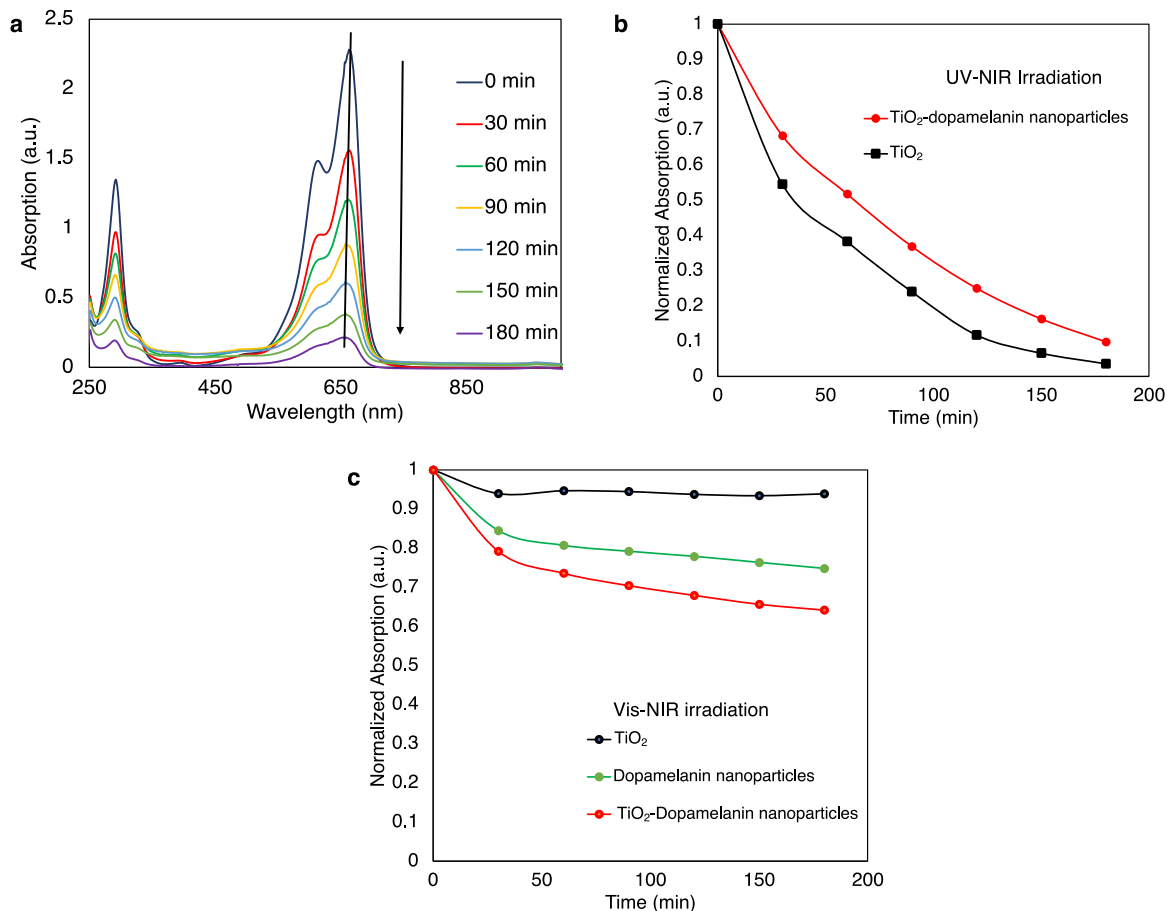 a
2.5
2
1.5
1
0.5
0
250
450
650
850
Absorption (a.u.)
Wavelength (nm)
0 min
30 min
60 min
90 min
120 min
150 min
180 min
b
1
0.9
0.8
0.7
0.6
0.5
0.4
0.3
0.2
0.1
0
0
50
100
150
200
Normalized Absorption (a.u.)
Time (min)
UV-NIR Irradiation
TiO₂-dopamelanin nanoparticles
TiO₂
c
1
0.9
0.8
0.7
0.6
0.5
0.4
0.3
0.2
0.1
0
0
50
100
150
200
Normalized Absorption (a.u.)
Time (min)
Vis-NIR irradiation
TiO₂
Dopamelanin nanoparticles
TiO₂-Dopamelanin nanoparticles